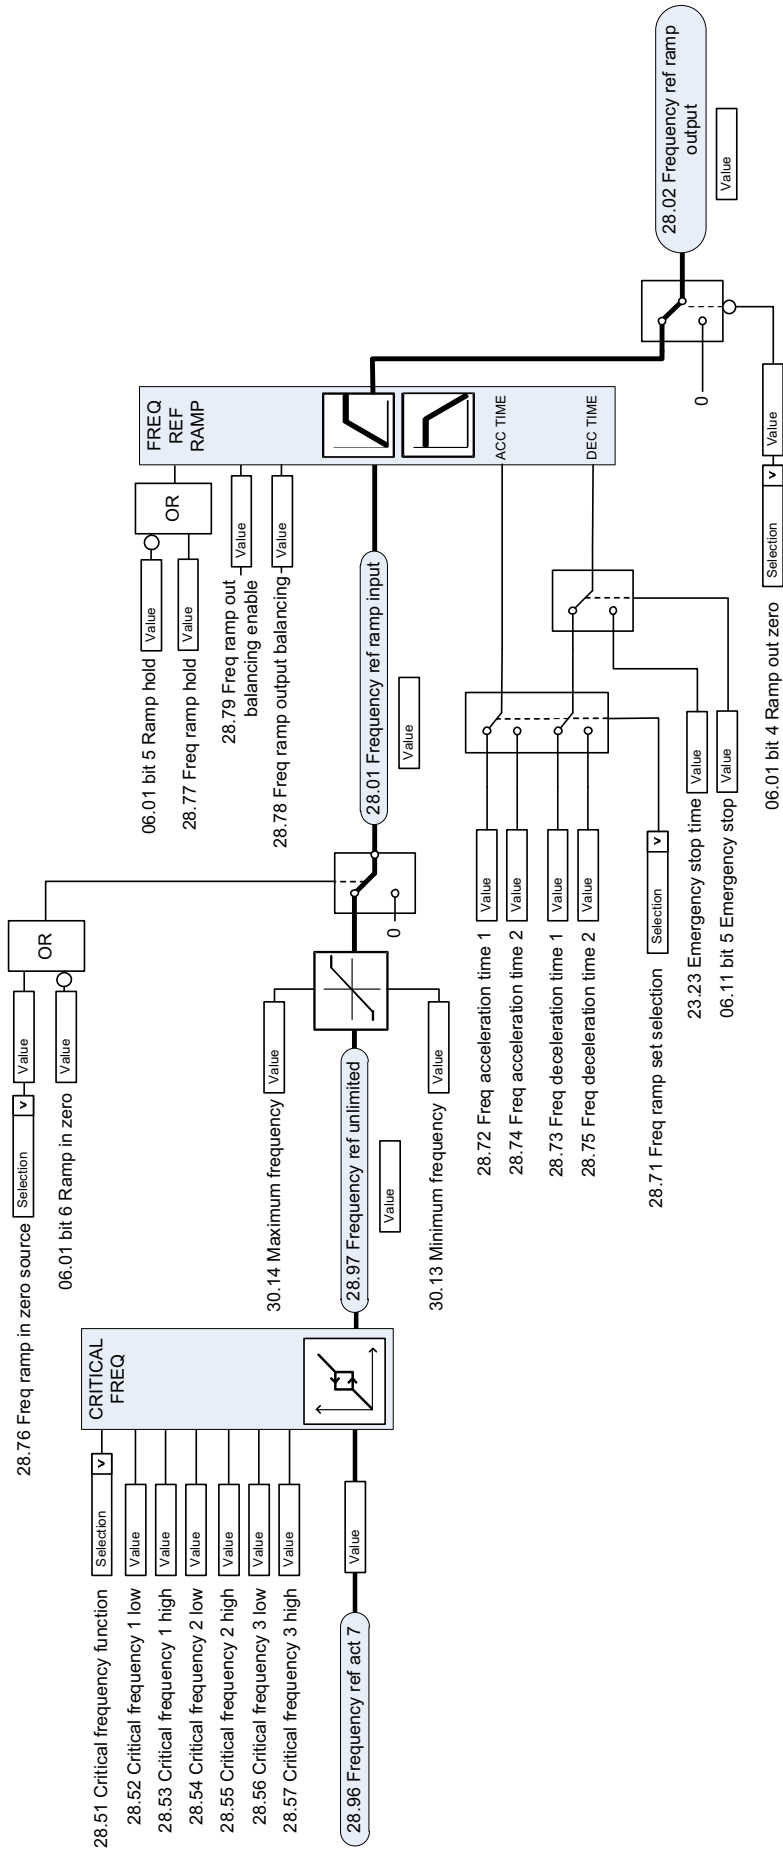 28.76 Freq ramp in zero source
Selection
v
Value
OR
06.01 bit 6 Ramp in zero
Value
28.51 Critical frequency function
Selection
v
28.52 Critical frequency 1 low
Value
28.53 Critical frequency 1 high
Value
28.54 Critical frequency 2 low
Value
28.55 Critical frequency 2 high
Value
28.56 Critical frequency 3 low
Value
28.57 Critical frequency 3 high
Value
CRITICAL
FREQ
28.96 Frequency ref act 7
Value
28.97 Frequency ref unlimited
Value
30.14 Maximum frequency
Value
30.13 Minimum frequency
Value
0
28.01 Frequency ref ramp input
Value
06.01 bit 5 Ramp hold
Value
28.77 Freq ramp hold
Value
OR
28.79 Freq ramp out
balancing enable
Value
28.78 Freq ramp output balancing
Value
FREQ
REF
RAMP
ACC TIME
DEC TIME
28.72 Freq acceleration time 1
Value
28.74 Freq acceleration time 2
Value
28.73 Freq deceleration time 1
Value
28.75 Freq deceleration time 2
Value
28.71 Freq ramp set selection
Selection
v
23.23 Emergency stop time
Value
06.11 bit 5 Emergency stop
Value
06.01 bit 4 Ramp out zero
Selection
v
Value
0
28.02 Frequency ref ramp
output
Value